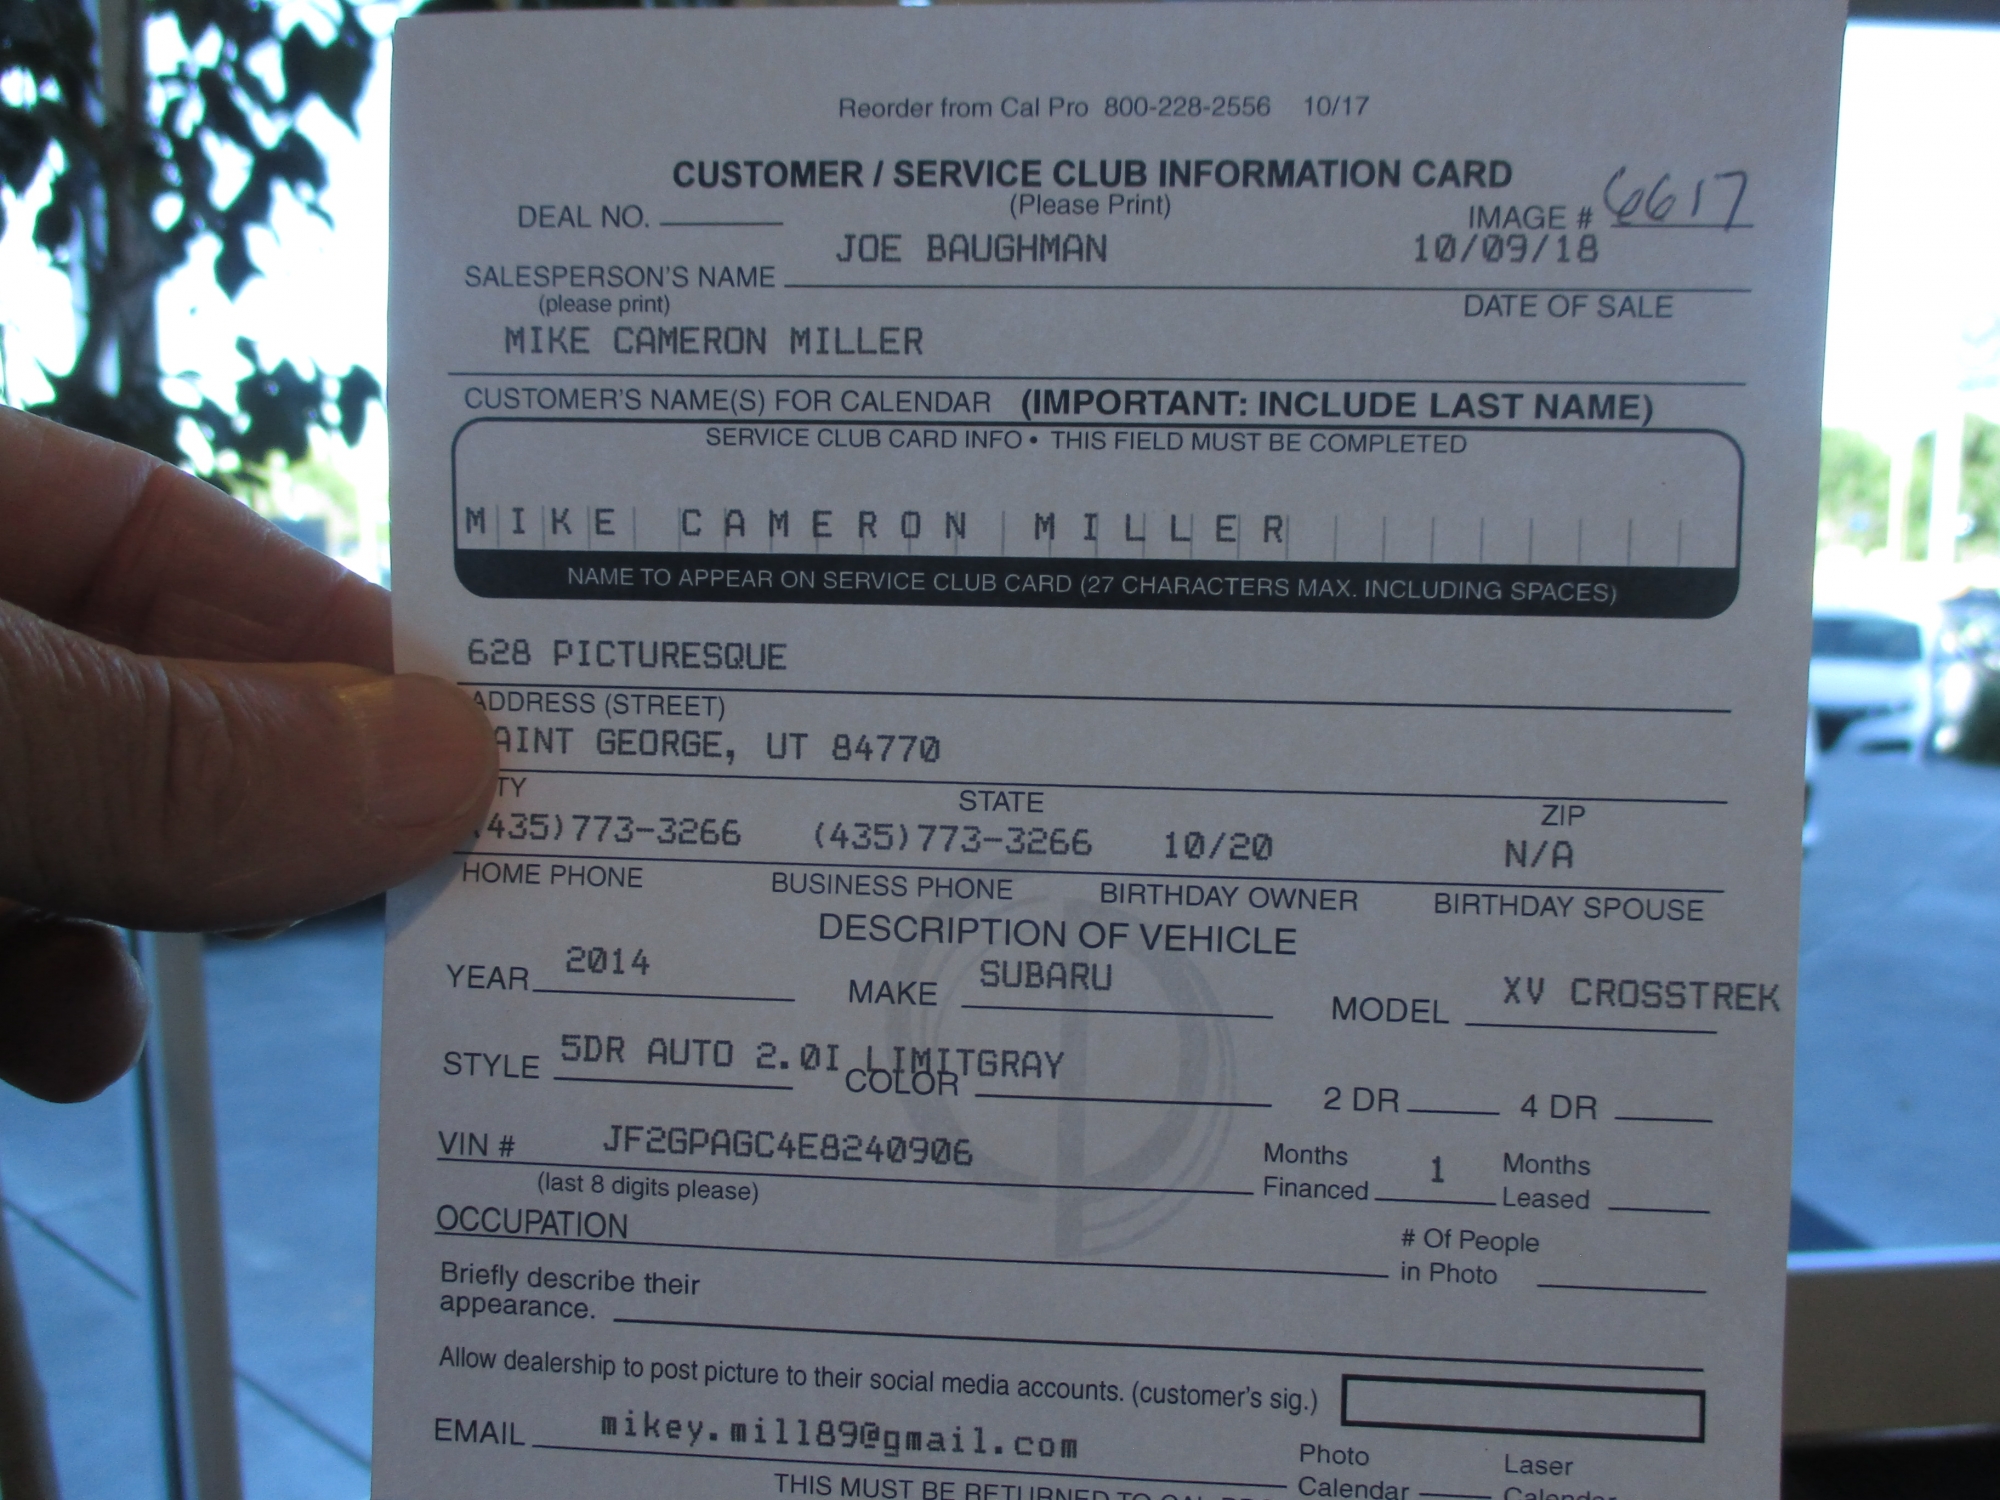 Reorder from Cal Pro 800-228-2556 10/17
CUSTOMER / SERVICE CLUB INFORMATION CARD
(Please Print)
DEAL NO. IMAGE # 6617
JOE BAUGHMAN 10/09/18
SALESPERSON'S NAME
(please print) DATE OF SALE
MIKE CAMERON MILLER
CUSTOMER'S NAME(S) FOR CALENDAR (IMPORTANT: INCLUDE LAST NAME)
SERVICE CLUB CARD INFO • THIS FIELD MUST BE COMPLETED
MIKE CAMERON MILLER
NAME TO APPEAR ON SERVICE CLUB CARD (27 CHARACTERS MAX. INCLUDING SPACES)
628 PICTURESQUE
ADDRESS (STREET)
AINT GEORGE, UT 84770
TY STATE ZIP
(435)773-3266 (435)773-3266 10/20 N/A
HOME PHONE BUSINESS PHONE BIRTHDAY OWNER BIRTHDAY SPOUSE
DESCRIPTION OF VEHICLE
YEAR 2014 MAKE SUBARU MODEL XV CROSSTREK
STYLE 5DR AUTO 2.0I LIMITGRAY COLOR 2 DR 4 DR
VIN # JF2GPAGC4E8240906 Months Financed 1 Months Leased
(last 8 digits please)
OCCUPATION # Of People in Photo
Briefly describe their
appearance.
Allow dealership to post picture to their social media accounts. (customer's sig.)
EMAIL mikey.mill89@gmail.com Photo Calendar Laser
THIS MUST BE RETURNED TO